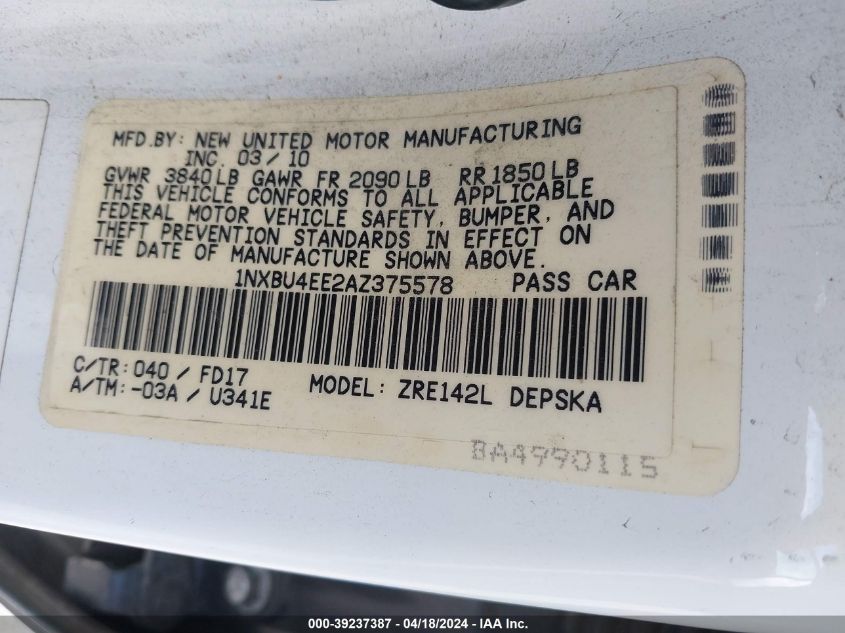 MFD.BY: NEW UNITED MOTOR MANUFACTURING
INC. 03/10
GVWR 3840LB GAWR FR 2090LB RR 1850LB
THIS VEHICLE CONFORMS TO ALL APPLICABLE
FEDERAL MOTOR VEHICLE SAFETY, BUMPER, AND
THEFT PREVENTION STANDARDS IN EFFECT ON
THE DATE OF MANUFACTURE SHOWN ABOVE.
1NXBU4EE2AZ375578 PASS CAR
C/TR: 040 / FD17
A/TM: -03A / U341E
MODEL: ZRE142L DEPSKA
BA4990115
000-39237387 - 04/18/2024 - IAA Inc.